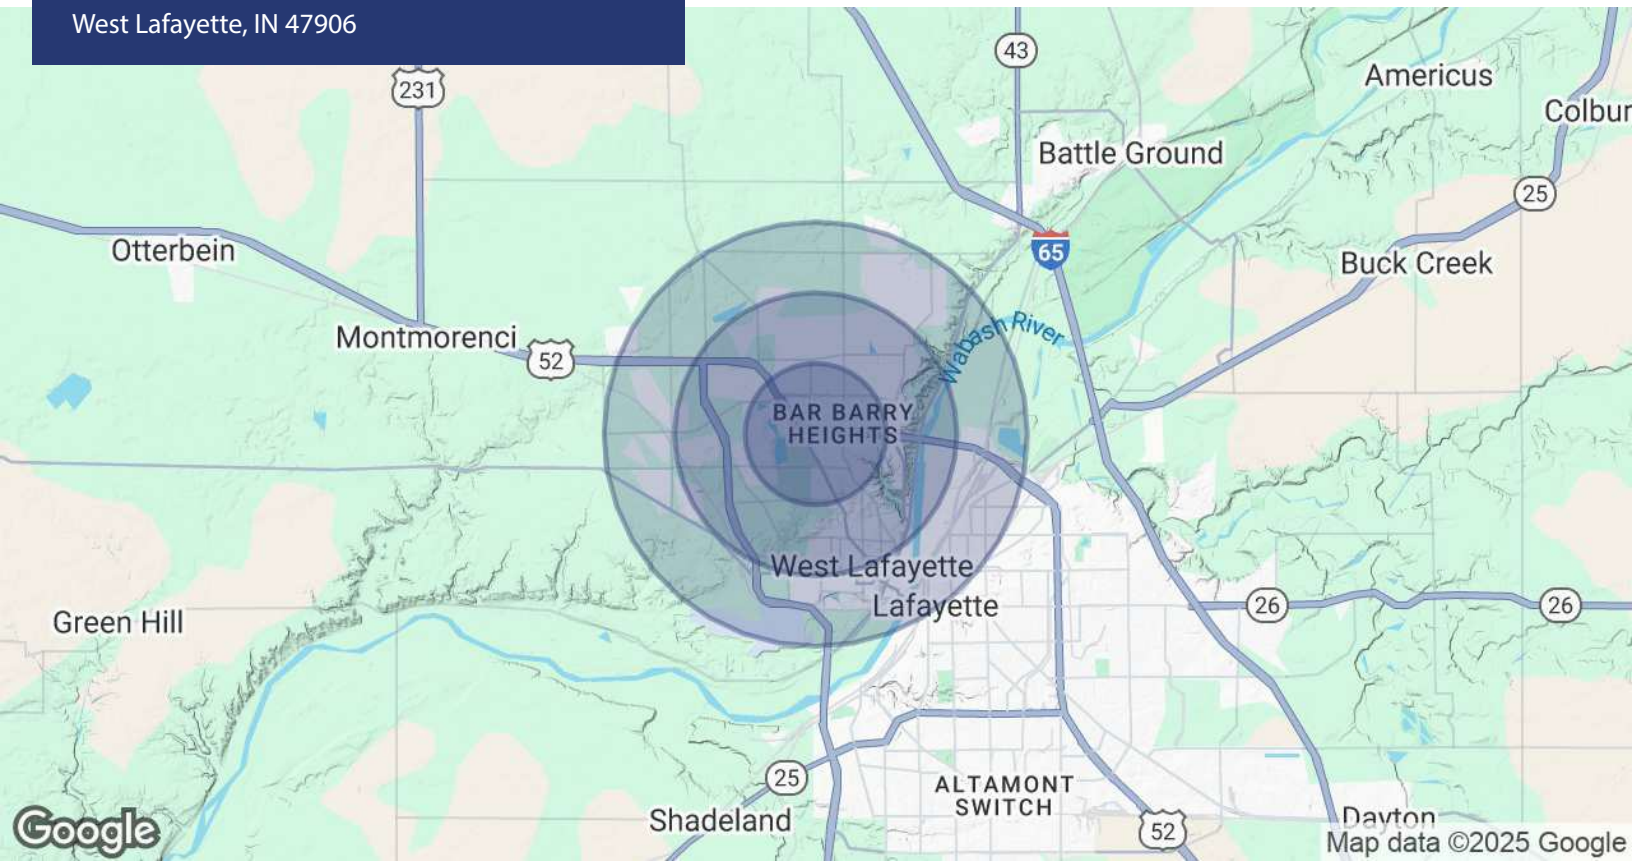 West Lafayette, IN 47906
43
Americus
231
Colbur
Battle Ground
25
Otterbein
65
Buck Creek
Wabash River
Montmorenci
52
BAR BARRY
HEIGHTS
West Lafayette
Lafayette
26
26
Green Hill
25
ALTAMONT
SWITCH
Shadeland
52
Dayton
Google
Map data ©2025 Google